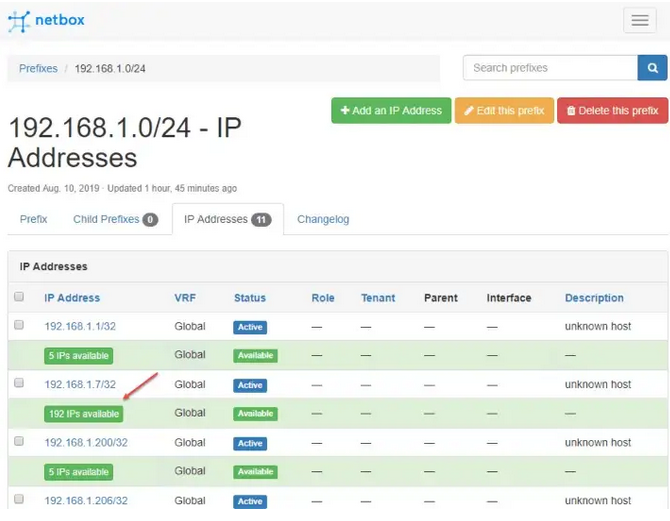 netbox
Prefixes / 192.168.1.0/24
Search prefixes
Add an IP Address Edit this prefix Delete this prefix
192.168.1.0/24 - IP
Addresses
Created Aug. 10, 2019 · Updated 1 hour, 45 minutes ago
Prefix Child Prefixes 0 IP Addresses 11 Changelog
IP Addresses
IP Address VRF Status Role Tenant Parent Interface Description
192.168.1.1/32 Global Active — — — — unknown host
5 IPs available Global Available — — — — —
192.168.1.7/32 Global Active — — — — unknown host
192 IPs available Global Available — — — — —
192.168.1.200/32 Global Active — — — — unknown host
5 IPs available Global Available — — — — —
192.168.1.206/32 Global Active — — — — unknown host